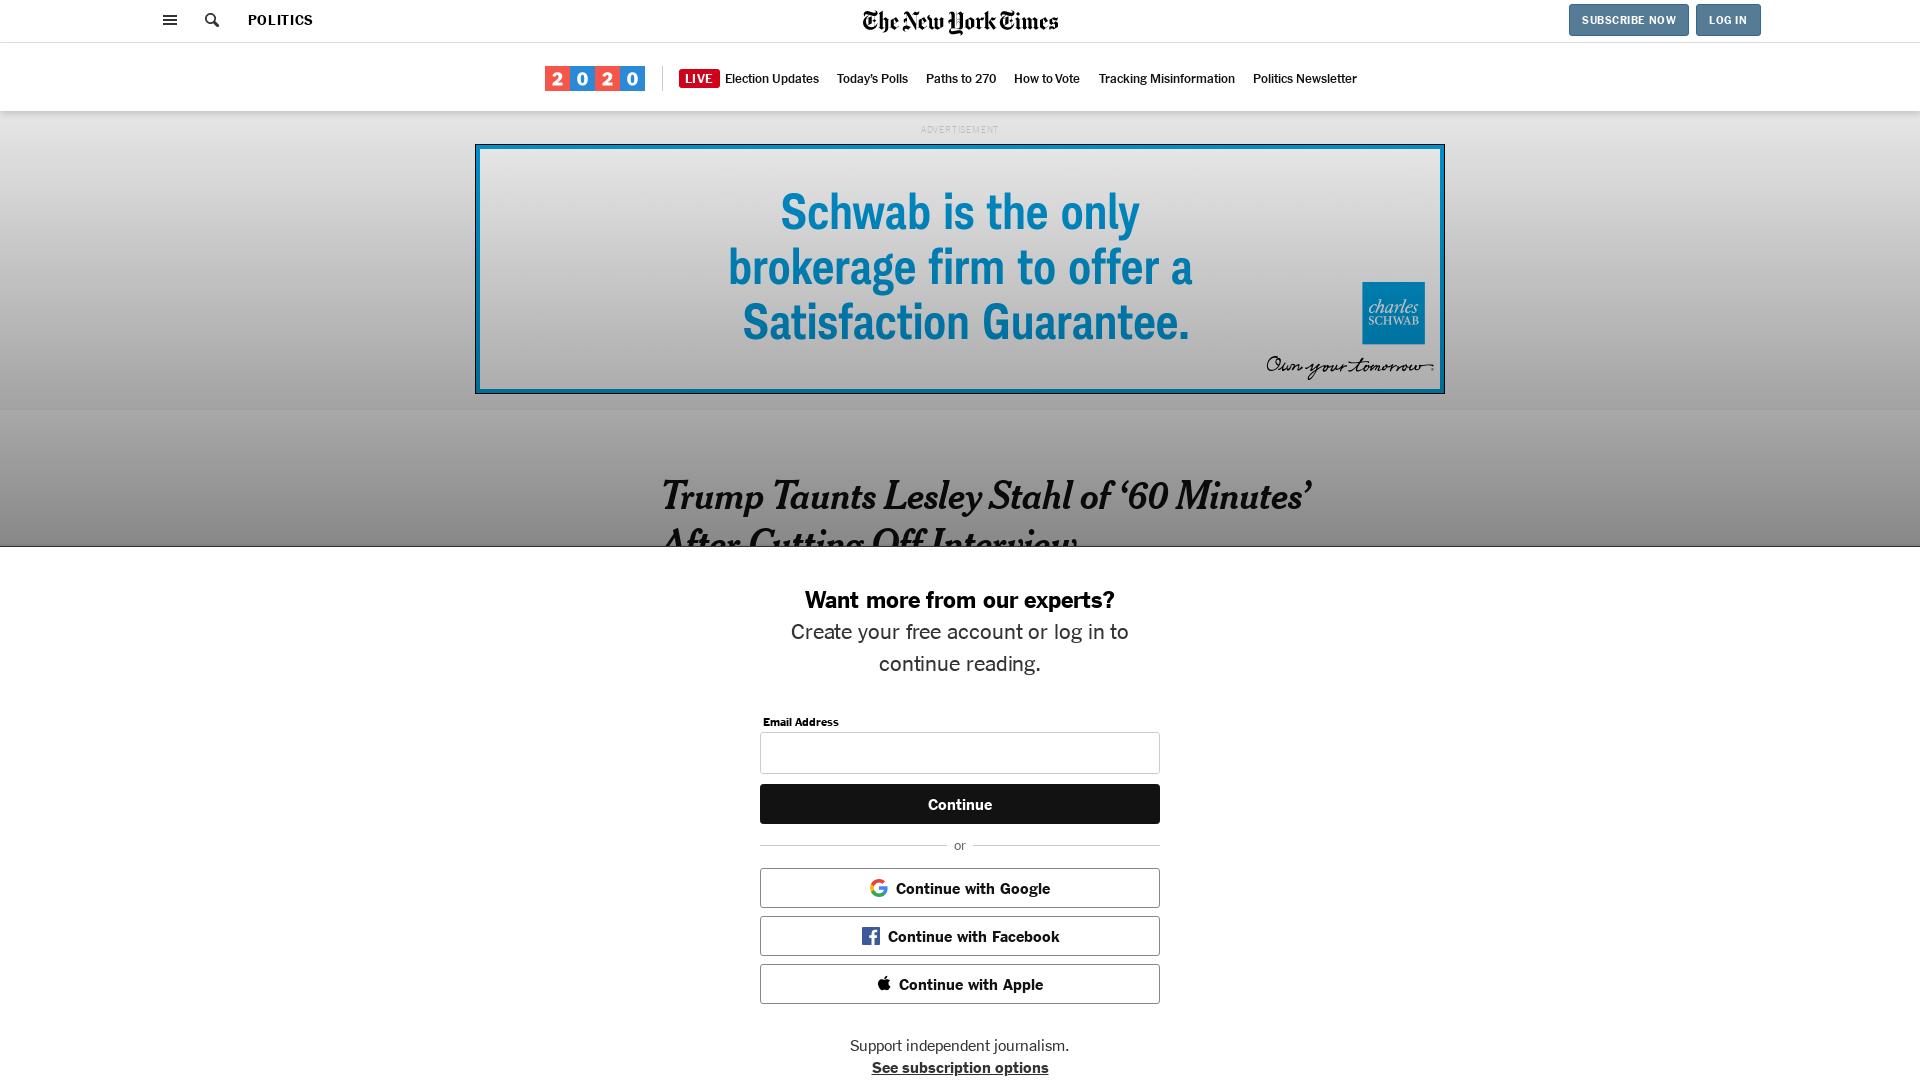 POLITICS
The New York Times
SUBSCRIBE NOW
LOG IN
2020
LIVE Election Updates
Today's Polls
Paths to 270
How to Vote
Tracking Misinformation
Politics Newsletter
ADVERTISEMENT
Schwab is the only
brokerage firm to offer a
Satisfaction Guarantee.
charles
SCHWAB
Own your tomorrow
Trump Taunts Lesley Stahl of ‘60 Minutes’
After Cutting Off Interview
Want more from our experts?
Create your free account or log in to
continue reading.
Email Address
Continue
or
Continue with Google
Continue with Facebook
Continue with Apple
Support independent journalism.
See subscription options